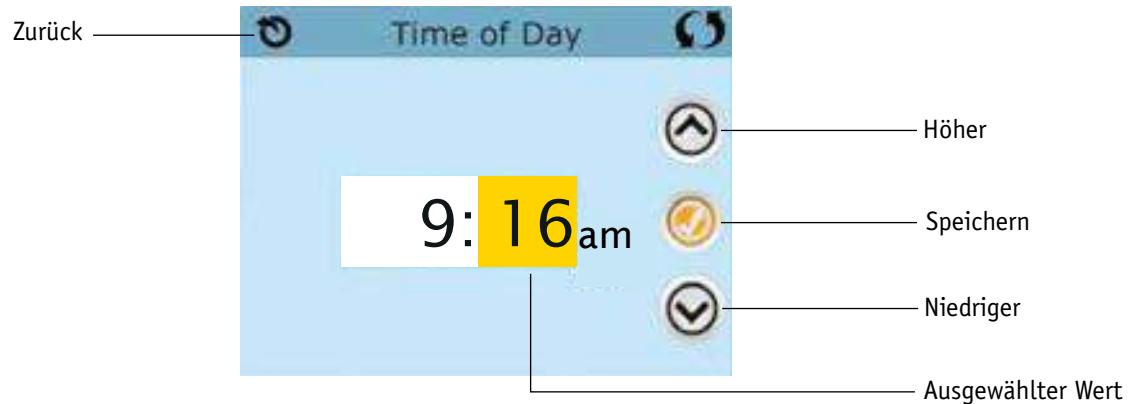 Zurück
Time of Day
Höher
9:16am
Speichern
Niedriger
Ausgewählter Wert